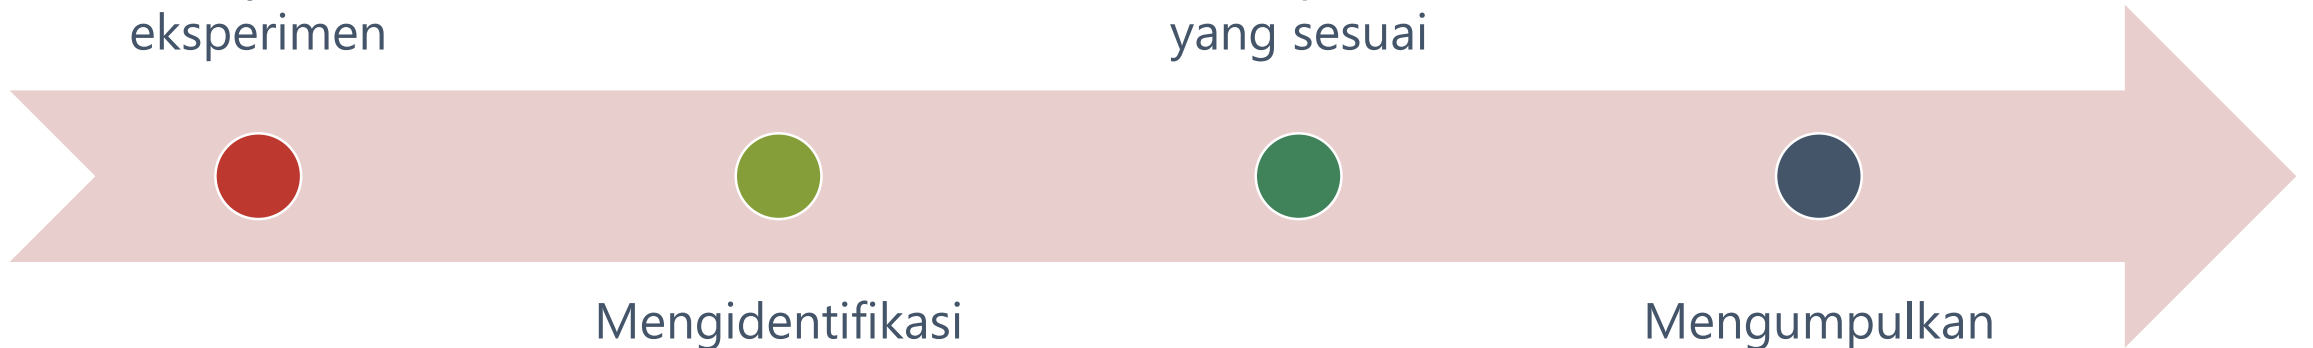 eksperimen
yang sesuai
Mengidentifikasi
Mengumpulkan